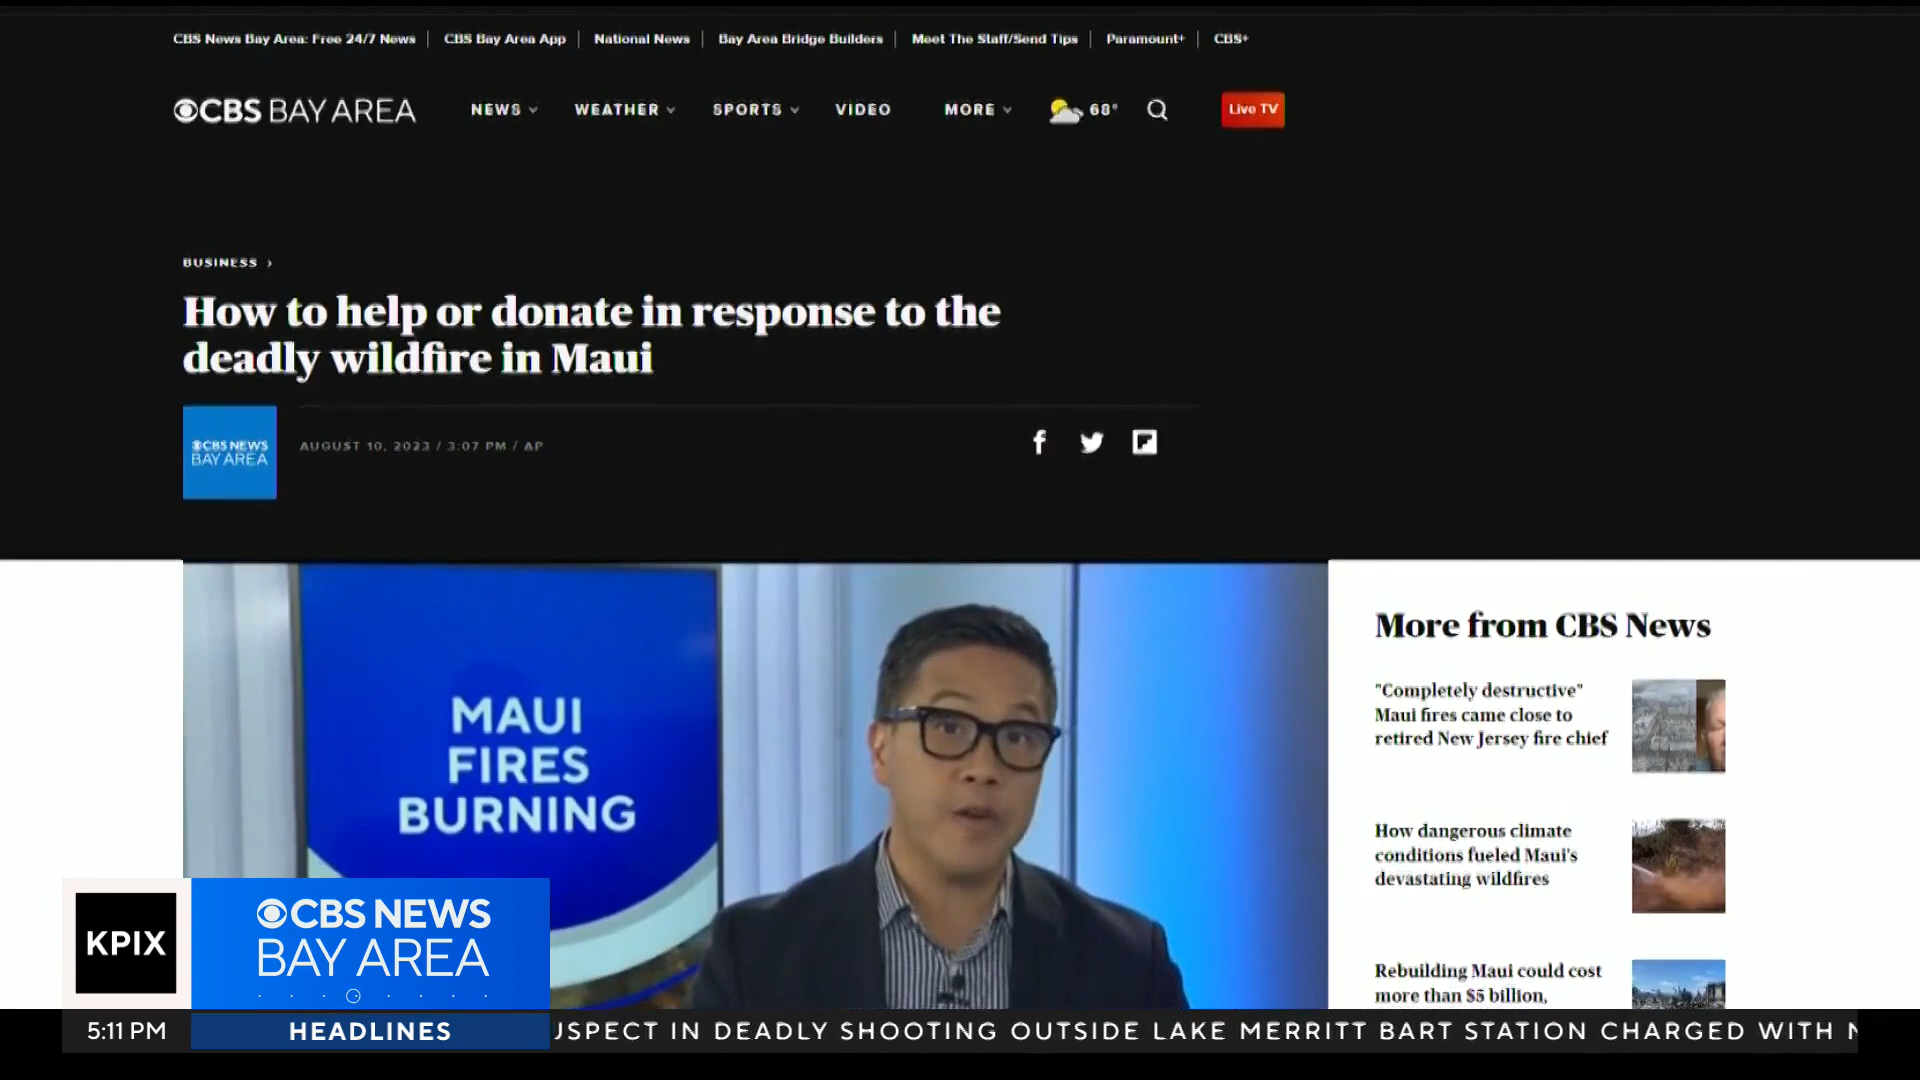 CBS News Bay Area: Free 24/7 News
CBS Bay Area App
National News
Bay Area Bridge Builders
Meet The Staff/Send Tips
Paramount+
CBS+
CBS BAY AREA
NEWS
WEATHER
SPORTS
VIDEO
MORE
68°
Live TV
BUSINESS ›
How to help or donate in response to the
deadly wildfire in Maui
CBS NEWS
BAY AREA
AUGUST 10, 2023 / 3:07 PM / AP
MAUI
FIRES
BURNING
More from CBS News
"Completely destructive"
Maui fires came close to
retired New Jersey fire chief
How dangerous climate
conditions fueled Maui's
devastating wildfires
Rebuilding Maui could cost
more than $5 billion,
KPIX
CBS NEWS
BAY AREA
5:11 PM
HEADLINES
USPECT IN DEADLY SHOOTING OUTSIDE LAKE MERRITT BART STATION CHARGED WITH